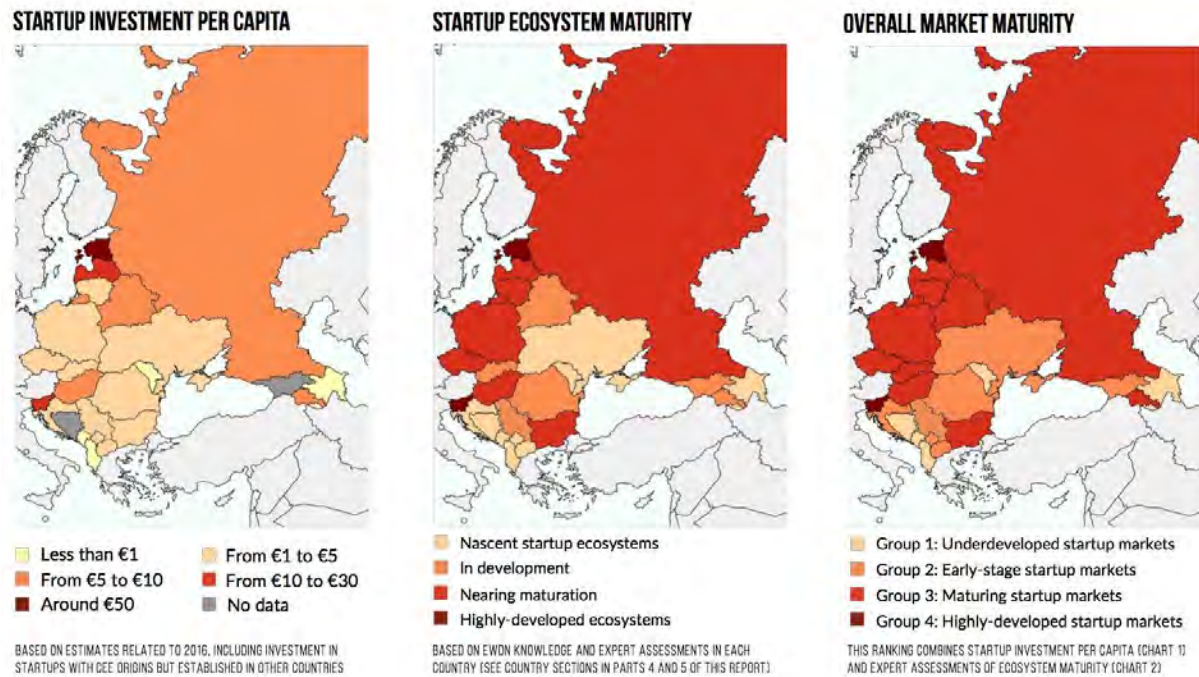 STARTUP INVESTMENT PER CAPITA
Less than €1
From €1 to €5
From €5 to €10
From €10 to €30
Around €50
No data
BASED ON ESTIMATES RELATED TO 2016, INCLUDING INVESTMENT IN
STARTUPS WITH CEE ORIGINS BUT ESTABLISHED IN OTHER COUNTRIES
STARTUP ECOSYSTEM MATURITY
Nascent startup ecosystems
In development
Nearing maturation
Highly-developed ecosystems
BASED ON EWDN KNOWLEDGE AND EXPERT ASSESSMENTS IN EACH
COUNTRY (SEE COUNTRY SECTIONS IN PARTS 4 AND 5 OF THIS REPORT)
OVERALL MARKET MATURITY
Group 1: Underdeveloped startup markets
Group 2: Early-stage startup markets
Group 3: Maturing startup markets
Group 4: Highly-developed startup markets
THIS RANKING COMBINES STARTUP INVESTMENT PER CAPITA (CHART 1)
AND EXPERT ASSESSMENTS OF ECOSYSTEM MATURITY (CHART 2)